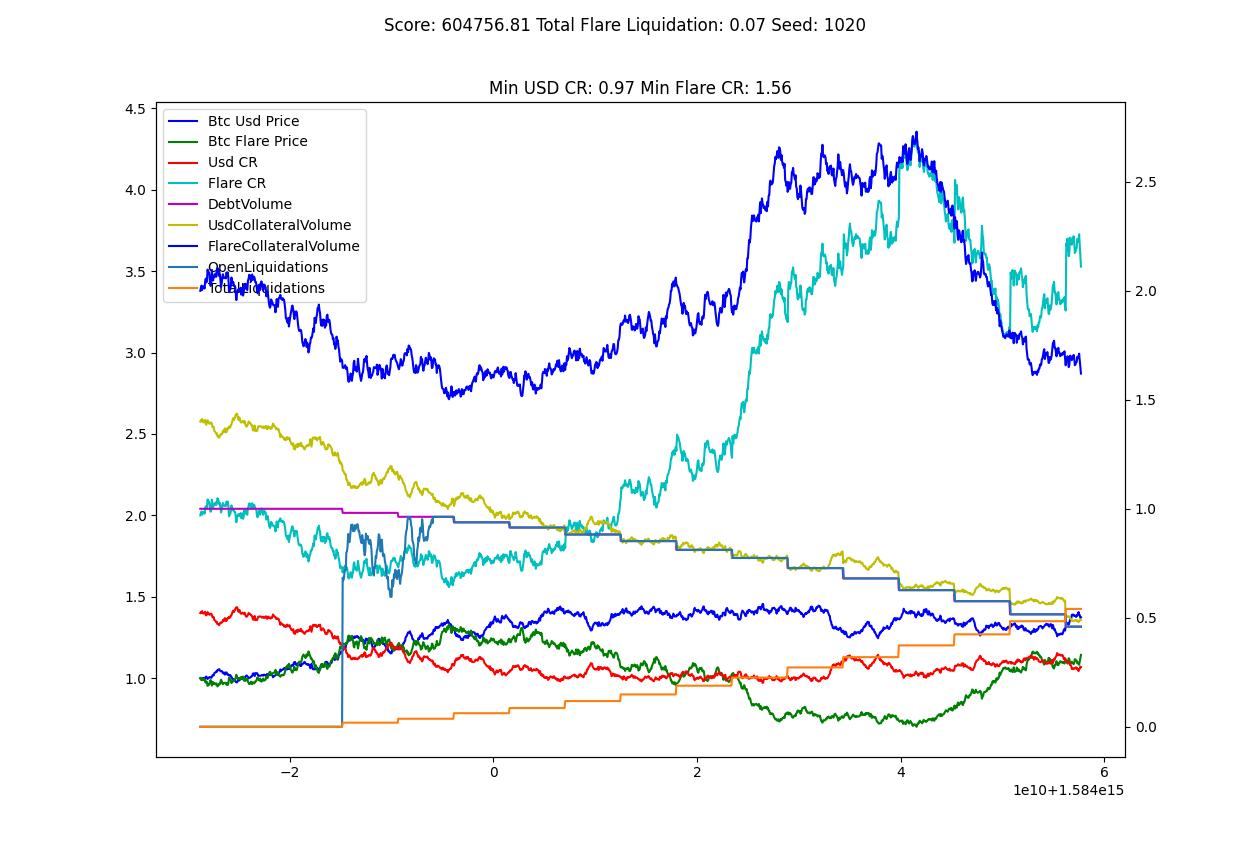 Score: 604756.81 Total Flare Liquidation: 0.07 Seed: 1020
Min USD CR: 0.97 Min Flare CR: 1.56
4.5
4.0
3.5
3.0
2.5
2.0
1.5
1.0
Btc Usd Price
Btc Flare Price
Usd CR
Flare CR
DebtVolume
UsdCollateralVolume
FlareCollateralVolume
OpenLiquidations
TotalLiquidations
2.5
2.0
1.5
1.0
0.5
0.0
−2 0 2 4 6
1e10+1.584e15